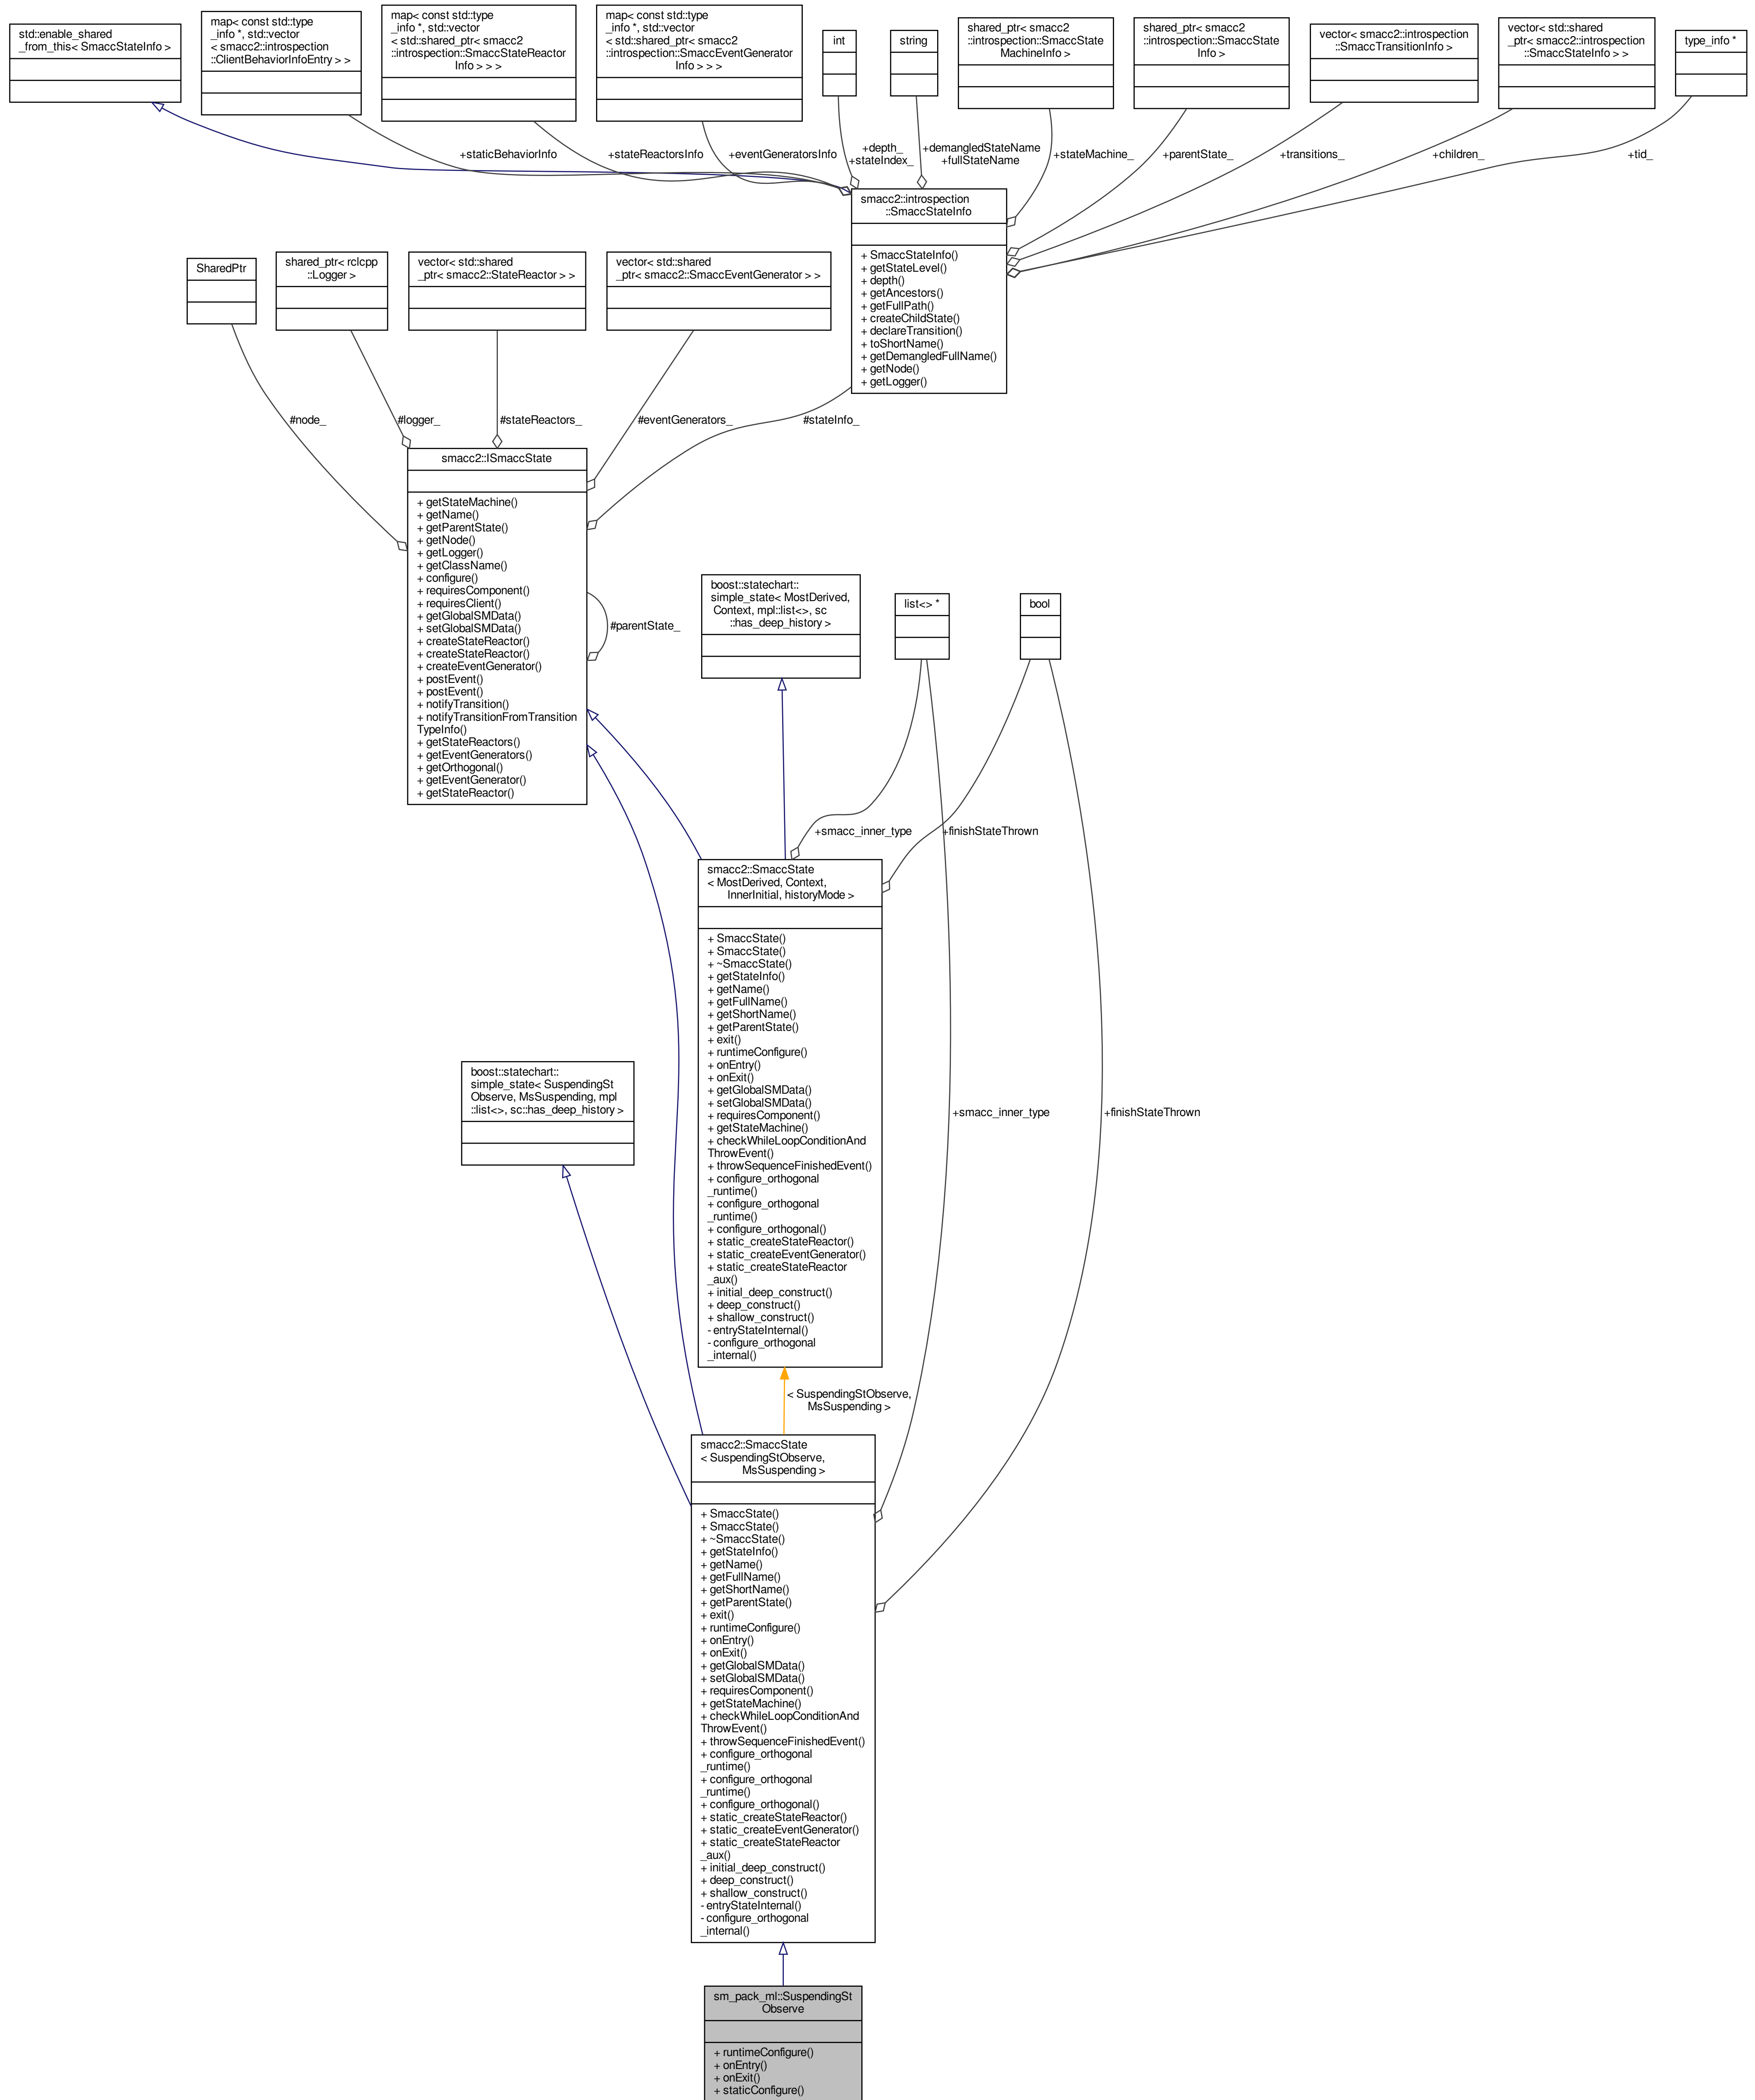 std::enable_shared
_from_this< SmaccStateInfo >
map< const std::type
_info *, std::vector
< smacc2::introspection
::ClientBehaviorInfoEntry > >
map< const std::type
_info *, std::vector
< std::shared_ptr< smacc2
::introspection::SmaccStateReactor
Info > > >
map< const std::type
_info *, std::vector
< std::shared_ptr< smacc2
::introspection::SmaccEventGenerator
Info > > >
int
string
shared_ptr< smacc2
::introspection::SmaccState
MachineInfo >
shared_ptr< smacc2
::introspection::SmaccState
Info >
vector< smacc2::introspection
::SmaccTransitionInfo >
vector< std::shared
_ptr< smacc2::introspection
::SmaccStateInfo > >
type_info *
+staticBehaviorInfo
+stateReactorsInfo
+eventGeneratorsInfo
+depth_
+stateIndex_
+demangledStateName
+fullStateName
+stateMachine_
+parentState_
+transitions_
+children_
+tid_
smacc2::introspection
::SmaccStateInfo
+ SmaccStateInfo()
+ getStateLevel()
+ depth()
+ getAncestors()
+ getFullPath()
+ createChildState()
+ declareTransition()
+ toShortName()
+ getDemangledFullName()
+ getNode()
+ getLogger()
SharedPtr
shared_ptr< rclcpp
::Logger >
vector< std::shared
_ptr< smacc2::StateReactor > >
vector< std::shared
_ptr< smacc2::SmaccEventGenerator > >
#node_
#logger_
#stateReactors_
#eventGenerators_
#stateInfo_
smacc2::ISmaccState
+ getStateMachine()
+ getName()
+ getParentState()
+ getNode()
+ getLogger()
+ getClassName()
+ configure()
+ requiresComponent()
+ requiresClient()
+ getGlobalSMData()
+ setGlobalSMData()
+ createStateReactor()
+ createStateReactor()
+ createEventGenerator()
+ postEvent()
+ postEvent()
+ notifyTransition()
+ notifyTransitionFromTransition
TypeInfo()
+ getStateReactors()
+ getEventGenerators()
+ getOrthogonal()
+ getEventGenerator()
+ getStateReactor()
#parentState_
boost::statechart::
simple_state< MostDerived,
Context, mpl::list<>, sc
::has_deep_history >
list<> *
bool
+smacc_inner_type
+finishStateThrown
smacc2::SmaccState
< MostDerived, Context,
InnerInitial, historyMode >
+ SmaccState()
+ SmaccState()
+ ~SmaccState()
+ getStateInfo()
+ getName()
+ getFullName()
+ getShortName()
+ getParentState()
+ exit()
+ runtimeConfigure()
+ onEntry()
+ onExit()
+ getGlobalSMData()
+ setGlobalSMData()
+ requiresComponent()
+ getStateMachine()
+ checkWhileLoopConditionAnd
ThrowEvent()
+ throwSequenceFinishedEvent()
+ configure_orthogonal
_runtime()
+ configure_orthogonal
_runtime()
+ configure_orthogonal()
+ static_createStateReactor()
+ static_createEventGenerator()
+ static_createStateReactor
_aux()
+ initial_deep_construct()
+ deep_construct()
+ shallow_construct()
- entryStateInternal()
- configure_orthogonal
_internal()
boost::statechart::
simple_state< SuspendingSt
Observe, MsSuspending, mpl
::list<>, sc::has_deep_history >
+smacc_inner_type
+finishStateThrown
< SuspendingStObserve,
MsSuspending >
smacc2::SmaccState
< SuspendingStObserve,
MsSuspending >
+ SmaccState()
+ SmaccState()
+ ~SmaccState()
+ getStateInfo()
+ getName()
+ getFullName()
+ getShortName()
+ getParentState()
+ exit()
+ runtimeConfigure()
+ onEntry()
+ onExit()
+ getGlobalSMData()
+ setGlobalSMData()
+ requiresComponent()
+ getStateMachine()
+ checkWhileLoopConditionAnd
ThrowEvent()
+ throwSequenceFinishedEvent()
+ configure_orthogonal
_runtime()
+ configure_orthogonal
_runtime()
+ configure_orthogonal()
+ static_createStateReactor()
+ static_createEventGenerator()
+ static_createStateReactor
_aux()
+ initial_deep_construct()
+ deep_construct()
+ shallow_construct()
- entryStateInternal()
- configure_orthogonal
_internal()
sm_pack_ml::SuspendingSt
Observe
+ runtimeConfigure()
+ onEntry()
+ onExit()
+ staticConfigure()